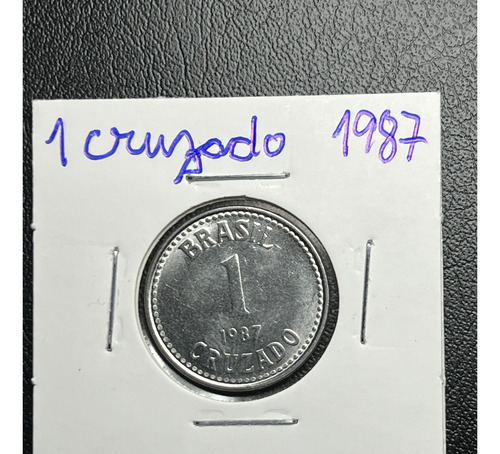 1 cruzado 1987
BRASIL
1
1987
CRUZADO